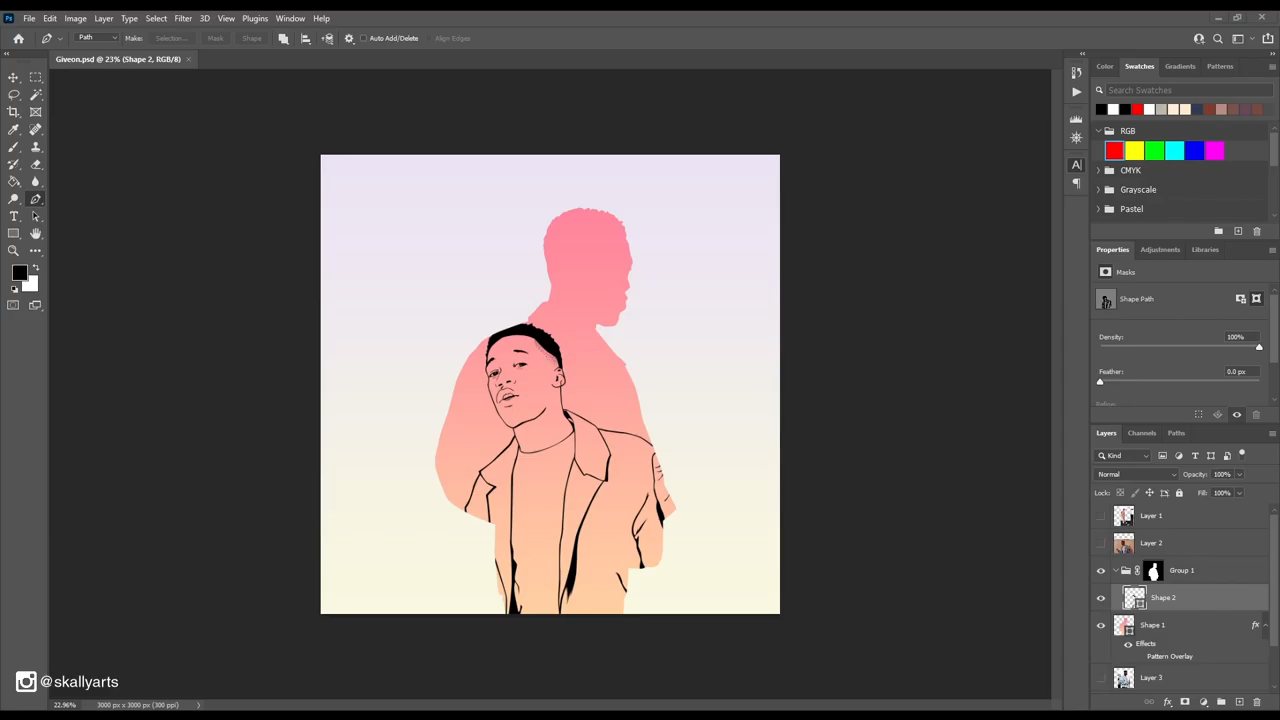 File Edit Image Layer Type Select Filter 3D View Plugins Window Help
Path Make: Selection... Mask Shape Auto Add/Delete Align Edges
Giveon.psd @ 23% (Shape 2, RGB/8)
Color Swatches Gradients Patterns
Search Swatches
RGB
CMYK
Grayscale
Pastel
Properties Adjustments Libraries
Masks
Shape Path
Density: 100%
Feather: 0.0 px
Refine:
Layers Channels Paths
Kind
Normal Opacity: 100%
Lock: Fill: 100%
Layer 1
Layer 2
Group 1
Shape 2
Shape 1 fx
Effects
Pattern Overlay
Layer 3
@skallyarts
22.96% 3000 px x 3000 px (300 ppi)